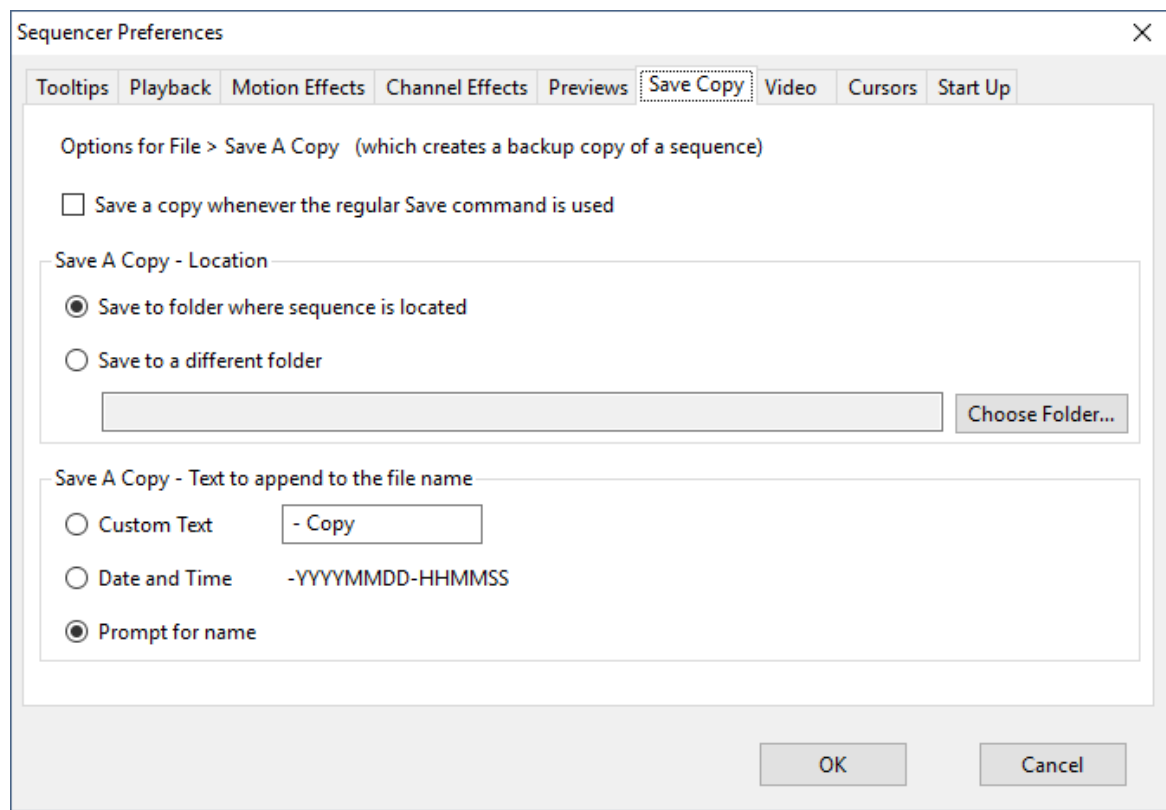 Sequencer Preferences
Tooltips Playback Motion Effects Channel Effects Previews Save Copy Video Cursors Start Up
Options for File > Save A Copy (which creates a backup copy of a sequence)
Save a copy whenever the regular Save command is used
Save A Copy - Location
Save to folder where sequence is located
Save to a different folder
Choose Folder...
Save A Copy - Text to append to the file name
Custom Text - Copy
Date and Time -YYYYMMDD-HHMMSS
Prompt for name
OK Cancel